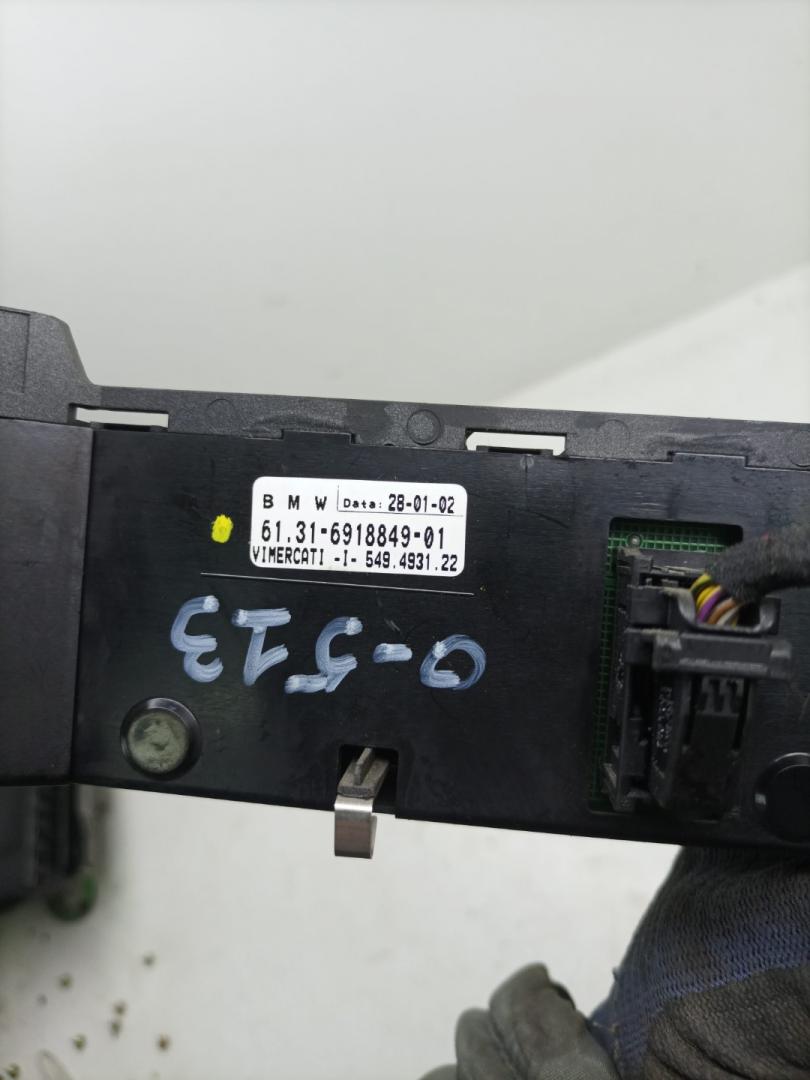 B M W Data: 28-01-02
61.31-6918849-01
VIMERCATI -I- 549.4931.22
0-513